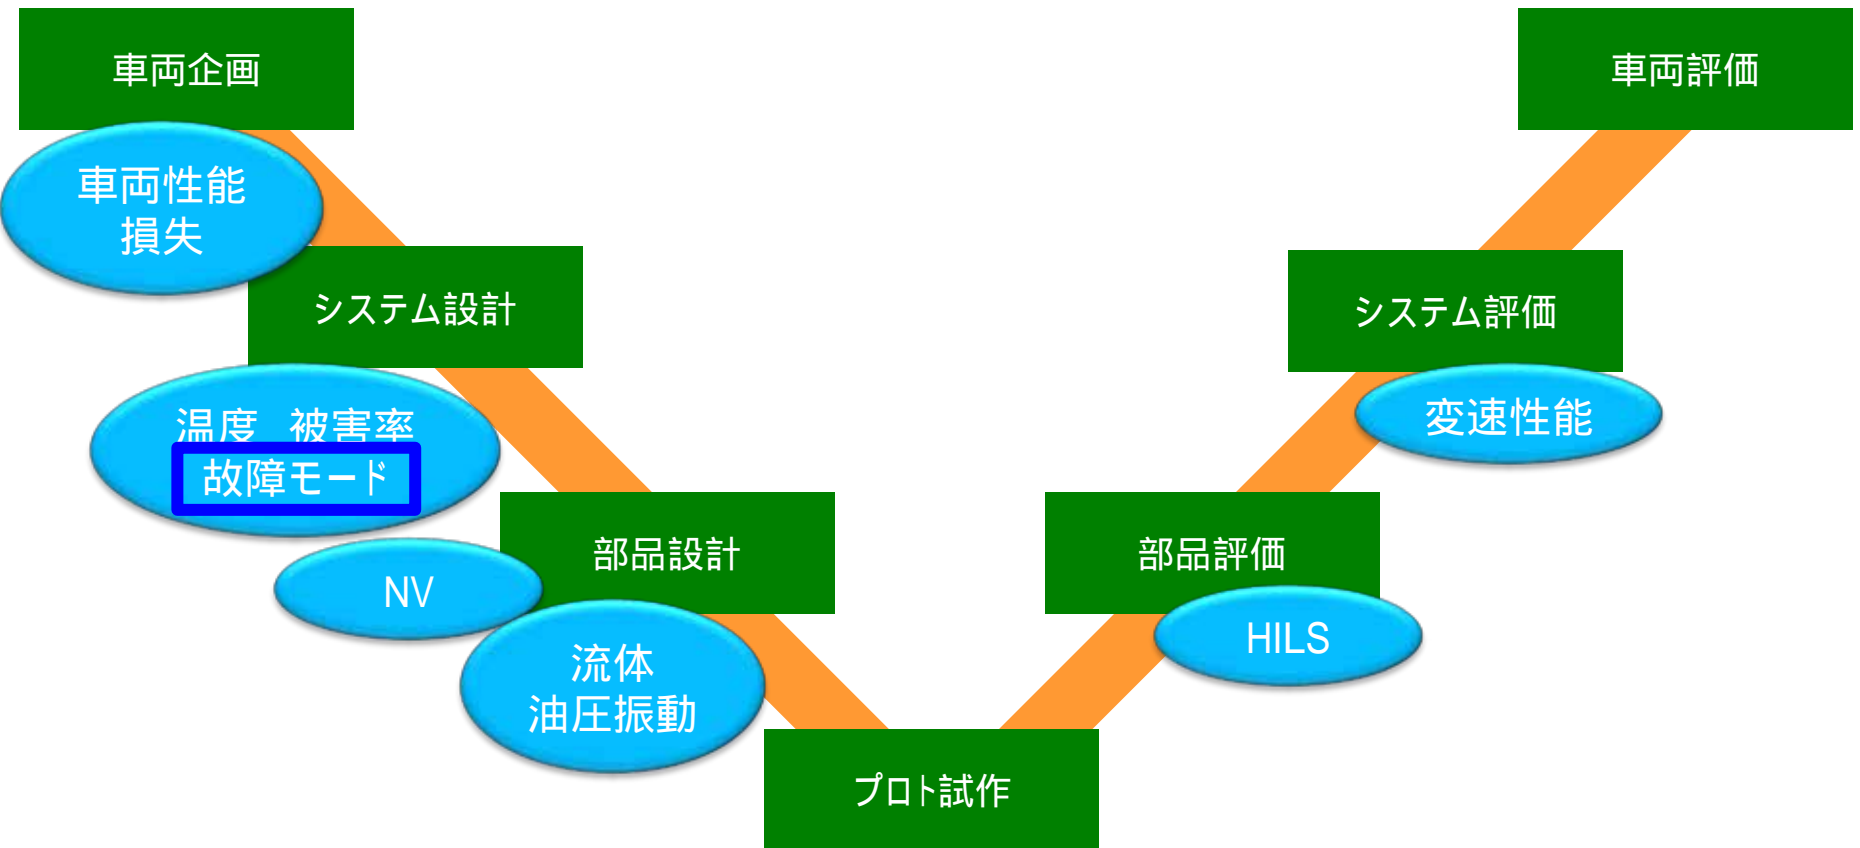 車両企画
車両評価
車両性能
損失
システム設計
システム評価
温度　被害率
故障モード
変速性能
部品設計
部品評価
NV
HILS
流体
油圧振動
プロト試作